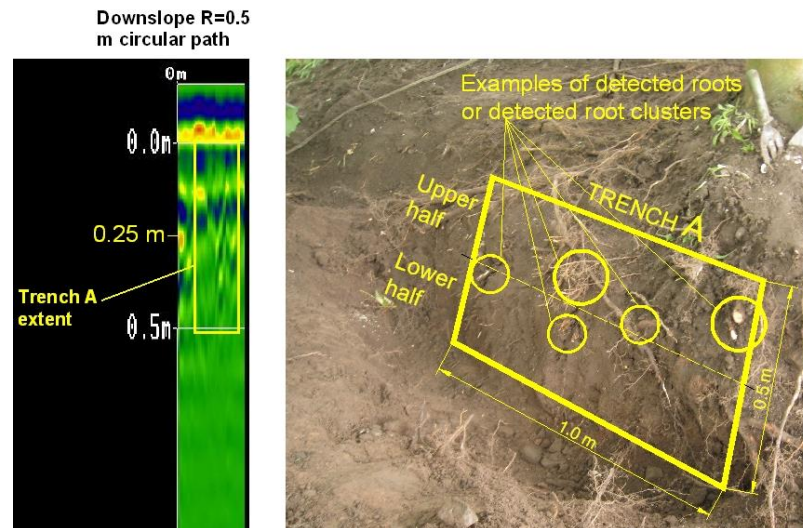 Downslope R=0.5
m circular path
0m
0.0m
0.25 m
Trench A
extent
0.5m
Examples of detected roots
or detected root clusters
Upper
half
TRENCH A
Lower
half
1.0 m
0.5 m